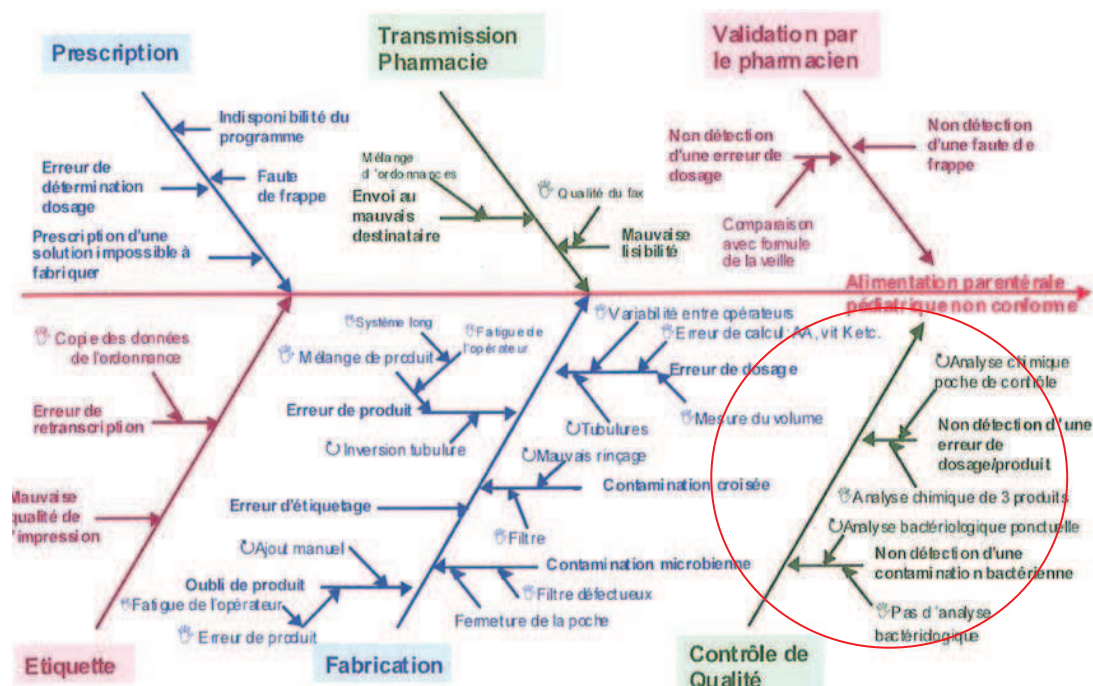 Prescription
Transmission
Pharmacie
Validation par
le pharmacien
Indisponibilité du
programme
Erreur de
détermination
dosage
Faute
de frappe
Prescription d'une
solution impossible à
fabriquer
Mélange
d 'ordonnances
Envoi au
mauvais
destinataire
Qualité du fax
Mauvaise
lisibilité
Non détection
d'une erreur de
dosage
Non détection
d'une faute de
frappe
Comparaison
avec formule
de la veille
Alimentation parentérale
pédiatrique non conforme
Copie des données
de l'ordonnance
Erreur de
retranscription
Mauvaise
qualité de
'impression
Etiquette
Système long
Fatigue de
l'opérateur
Mélange de produit
Erreur de produit
Inversion tubulure
Variabilité entre opérateurs
Erreur de calcul: AA, vit K etc.
Erreur de dosage
Mesure du volume
Tubulures
Mauvais rinçage
Contamination croisée
Filtre
Erreur d'étiquetage
Ajout manuel
Oubli de produit
Fatigue de l'opérateur
Erreur de produit
Contamination microbienne
Filtre défectueux
Fermeture de la poche
Fabrication
Analyse chimique
poche de contrôle
Non détection d'une
erreur de
dosage/produit
Analyse chimique de 3 produits
Analyse bactériologique ponctuelle
Non détection d'une
contamination bactérienne
Pas d 'analyse
bactéridogique
Contrôle de
Qualité